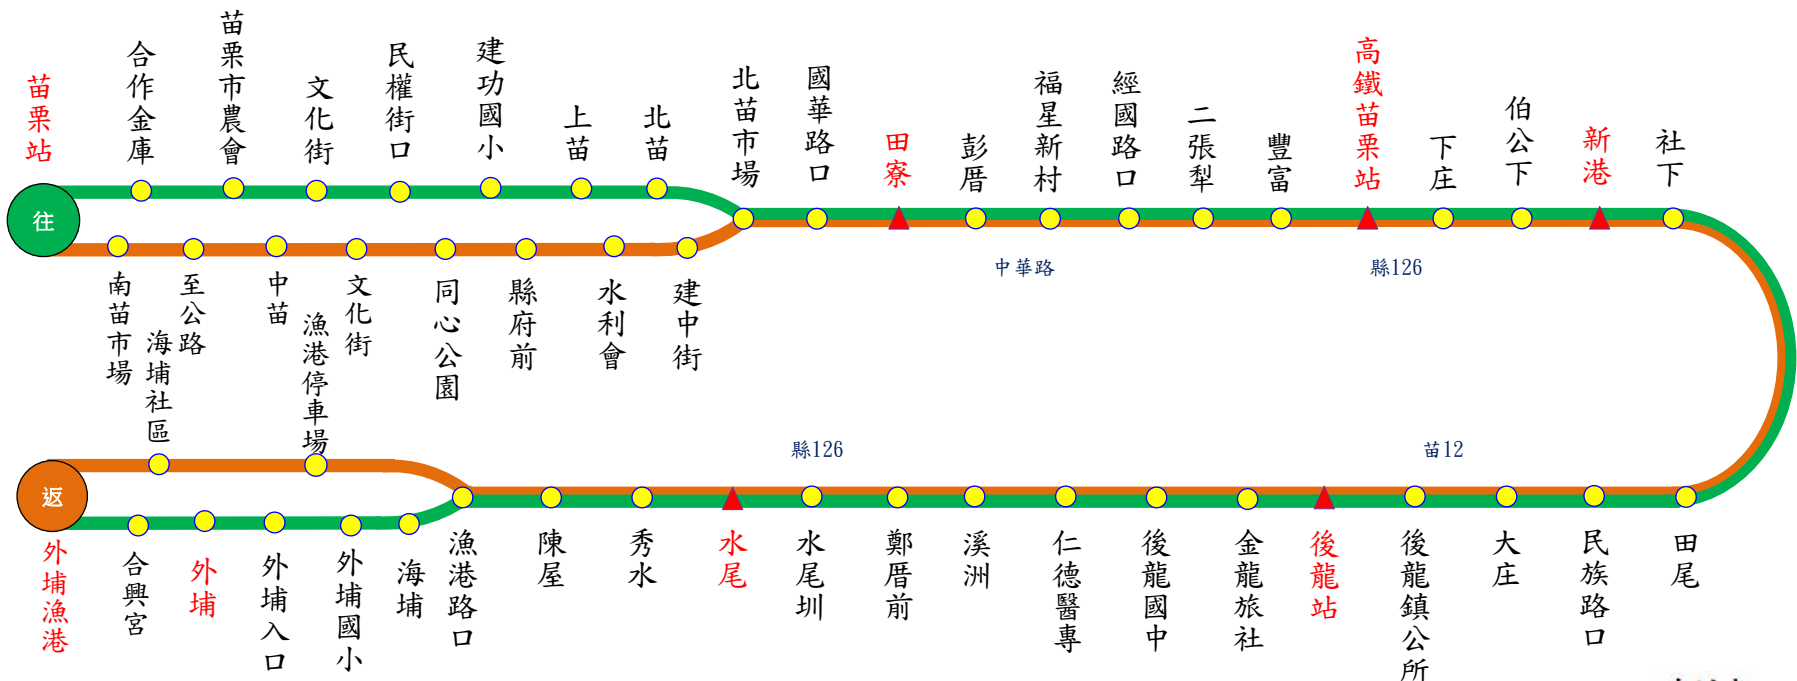 苗栗站
合作金庫
苗栗市農會
文化街
民權街口
建功國小
上苗
北苗
北苗市場
國華路口
田寮
彭厝
福星新村
經國路口
二張犁
豐富
高鐵苗栗站
下庄
伯公下
新港
社下
往
南苗市場
至公路
中苗
文化街
同心公園
縣府前
水利會
建中街
中華路
縣126
海埔社區
漁港停車場
縣126
苗12
返
外埔漁港
合興宮
外埔
外埔入口
外埔國小
海埔
漁港路口
陳屋
秀水
水尾
水尾圳
鄭厝前
溪洲
仁德醫專
後龍國中
金龍旅社
後龍站
後龍鎮公所
大庄
民族路口
田尾